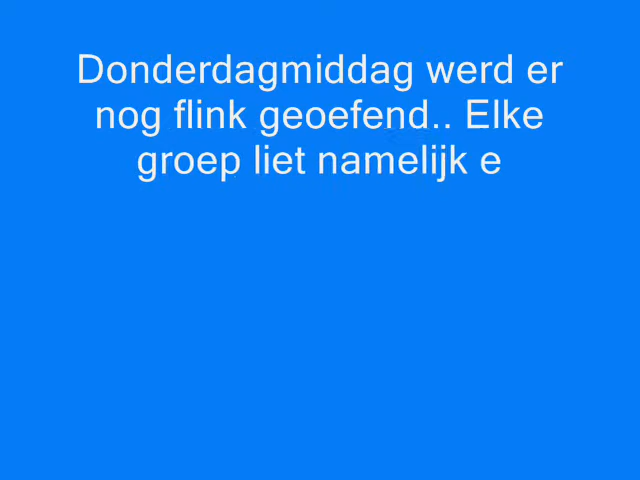 Donderdagmiddag werd er
nog flink geoefend.. Elke
groep liet namelijk e